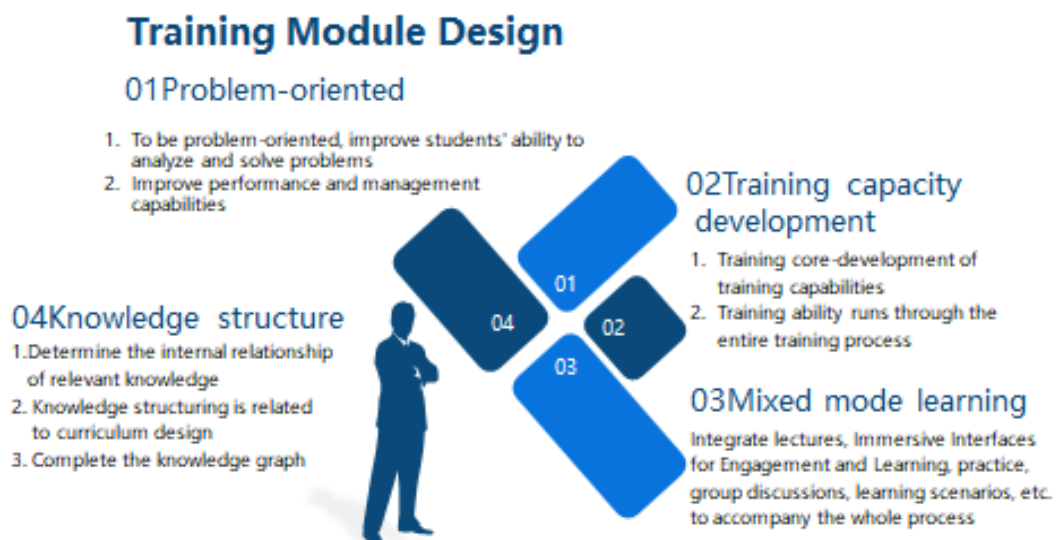 Training Module Design
01Problem-oriented
1. To be problem-oriented, improve students' ability to
analyze and solve problems
2. Improve performance and management
capabilities
02Training capacity
development
1. Training core-development of
training capabilities
2. Training ability runs through the
entire training process
01
02
03
04
04Knowledge structure
1.Determine the internal relationship
of relevant knowledge
2. Knowledge structuring is related
to curriculum design
3. Complete the knowledge graph
03Mixed mode learning
Integrate lectures, Immersive Interfaces
for Engagement and Learning, practice,
group discussions, learning scenarios, etc.
to accompany the whole process